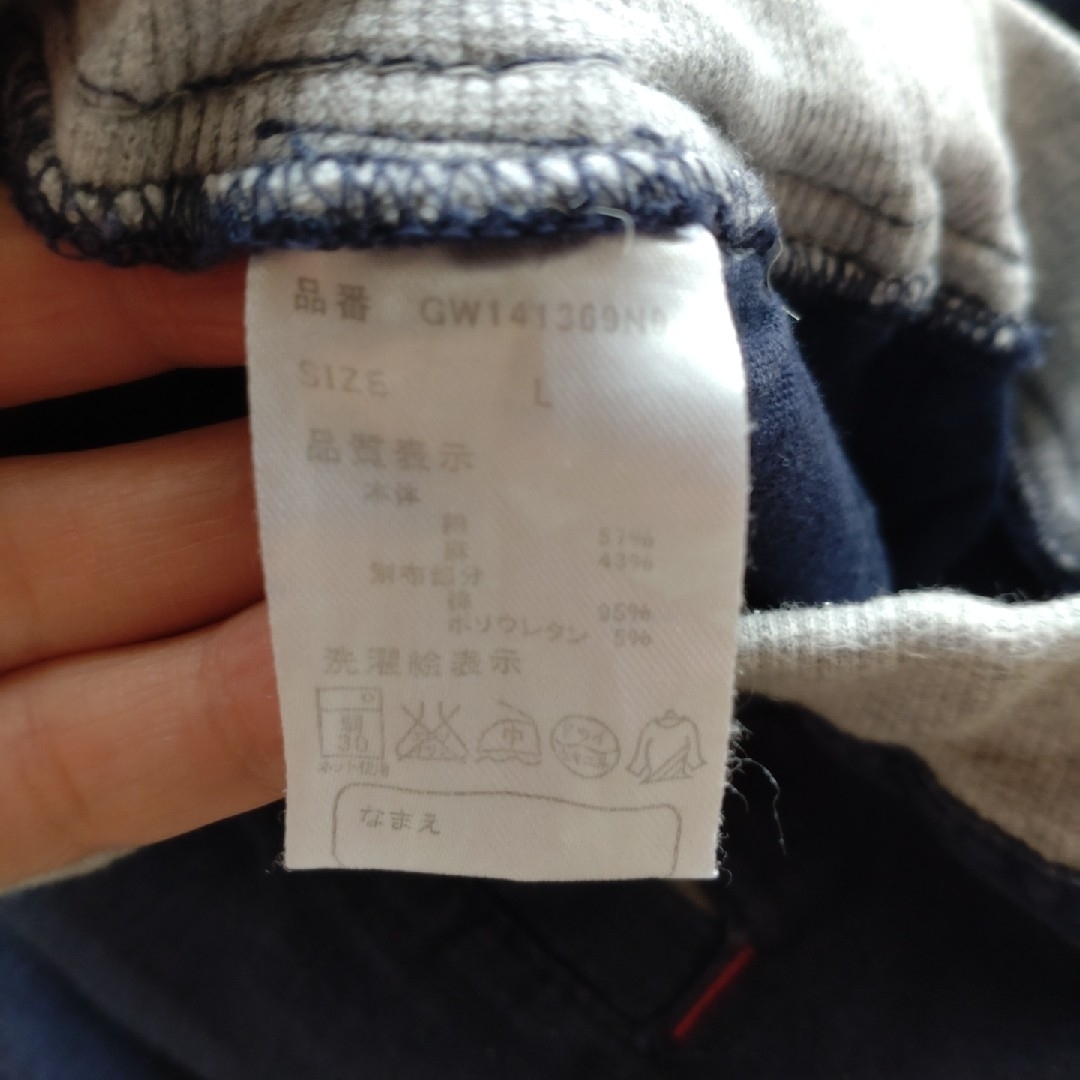 品番 GW141369N
SIZE L
品質表示
本体
綿 57%
麻 43%
別布部分
綿 95%
ポリウレタン 5%
洗濯絵表示
弱
30
中
ドライ
ネット使用
なまえ